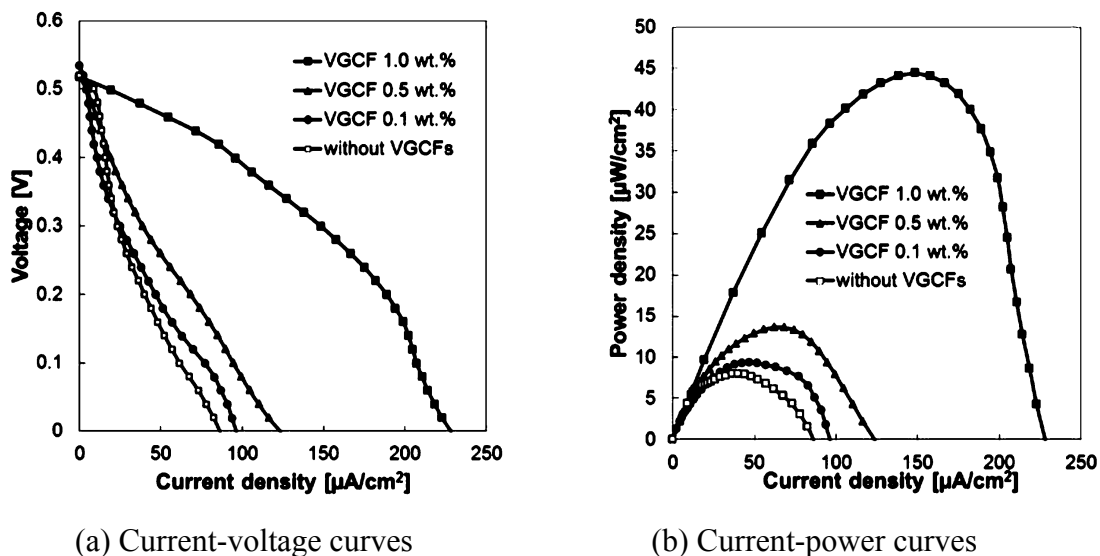 0.6
0.5
0.4
0.3
0.2
0.1
0
Voltage [V]
VGCF 1.0 wt.%
VGCF 0.5 wt.%
VGCF 0.1 wt.%
without VGCFs
0 50 100 150 200 250
Current density [µA/cm²]
(a) Current-voltage curves
50
45
40
35
30
25
20
15
10
5
0
Power density [µW/cm²]
VGCF 1.0 wt.%
VGCF 0.5 wt.%
VGCF 0.1 wt.%
without VGCFs
0 50 100 150 200 250
Current density [µA/cm²]
(b) Current-power curves